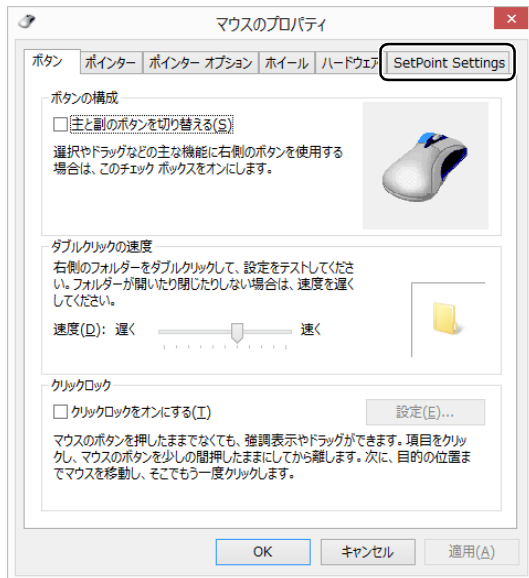 マウスのプロパティ
ボタン ポインター ポインター オプション ホイール ハードウェア SetPoint Settings
ボタンの構成
主と副のボタンを切り替える(S)
選択やドラッグなどの主な機能に右側のボタンを使用する
場合は、このチェック ボックスをオンにします。
ダブルクリックの速度
右側のフォルダーをダブルクリックして、設定をテストしてくださ
い。フォルダーが開いたり閉じたりしない場合は、速度を遅く
してください。
速度(D): 遅く 速く
クリックロック
クリックロックをオンにする(T)
設定(E)...
マウスのボタンを押したままでなくても、強調表示やドラッグができます。項目をクリッ
クし、マウスのボタンを少しの間押したままにしてから離します。次に、目的の位置ま
でマウスを移動し、そこでもう一度クリックします。
OK キャンセル 適用(A)